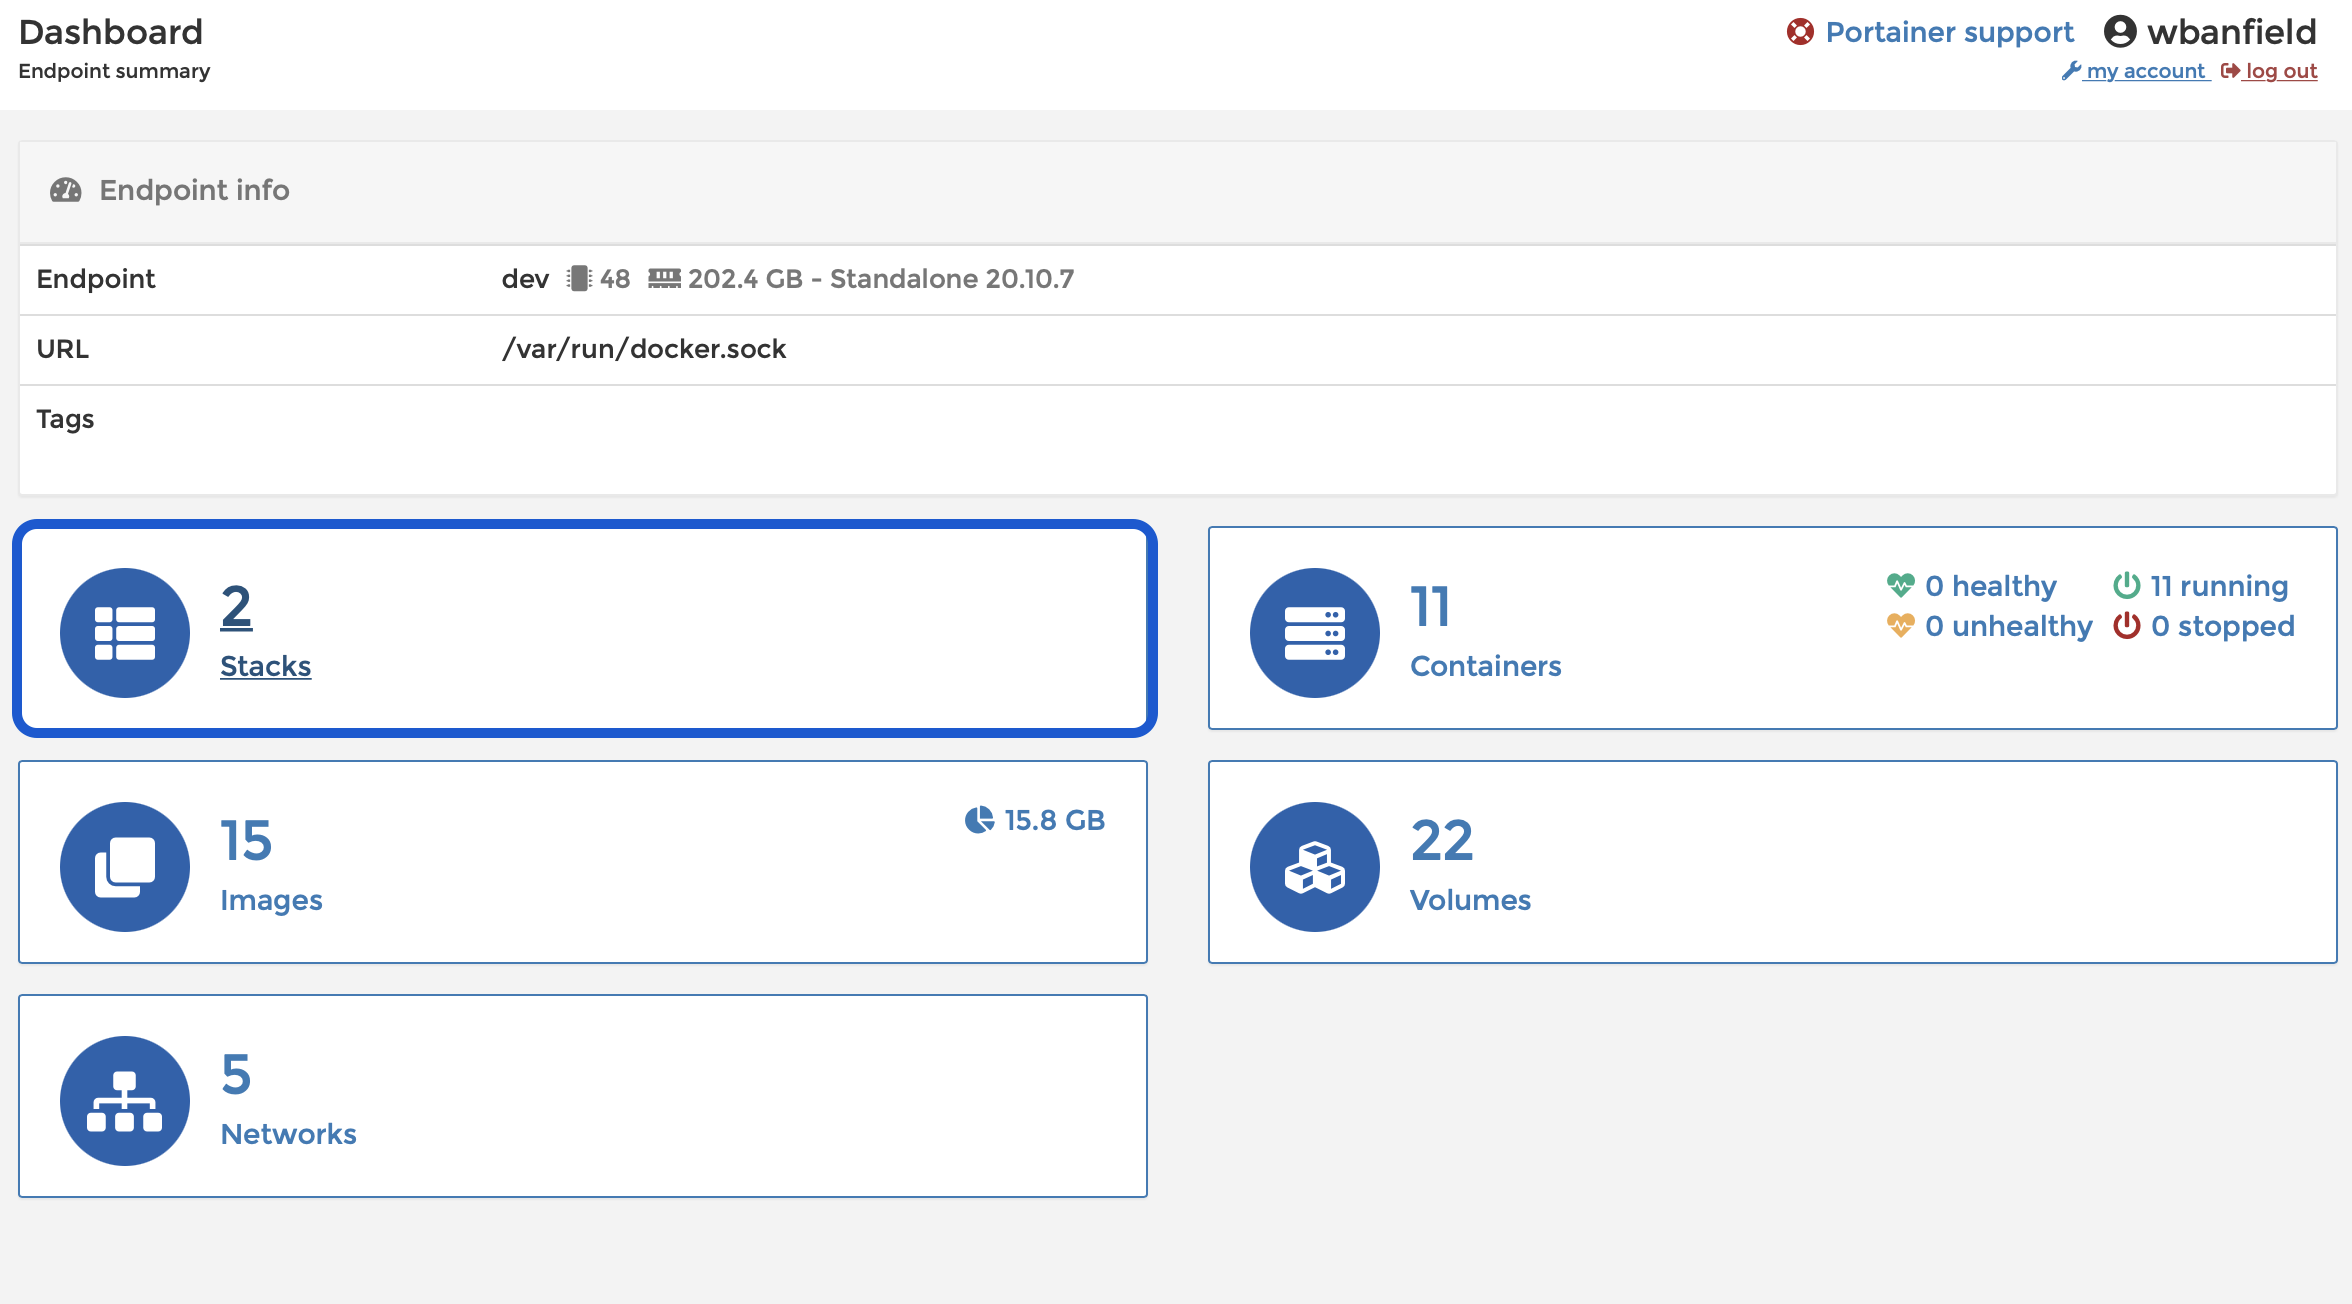 Dashboard
Endpoint summary
Portainer support wbanfield
my account log out
Endpoint info
Endpoint dev 48 202.4 GB - Standalone 20.10.7
URL /var/run/docker.sock
Tags
2
Stacks
11
Containers
0 healthy 11 running
0 unhealthy 0 stopped
15
Images
15.8 GB
22
Volumes
5
Networks